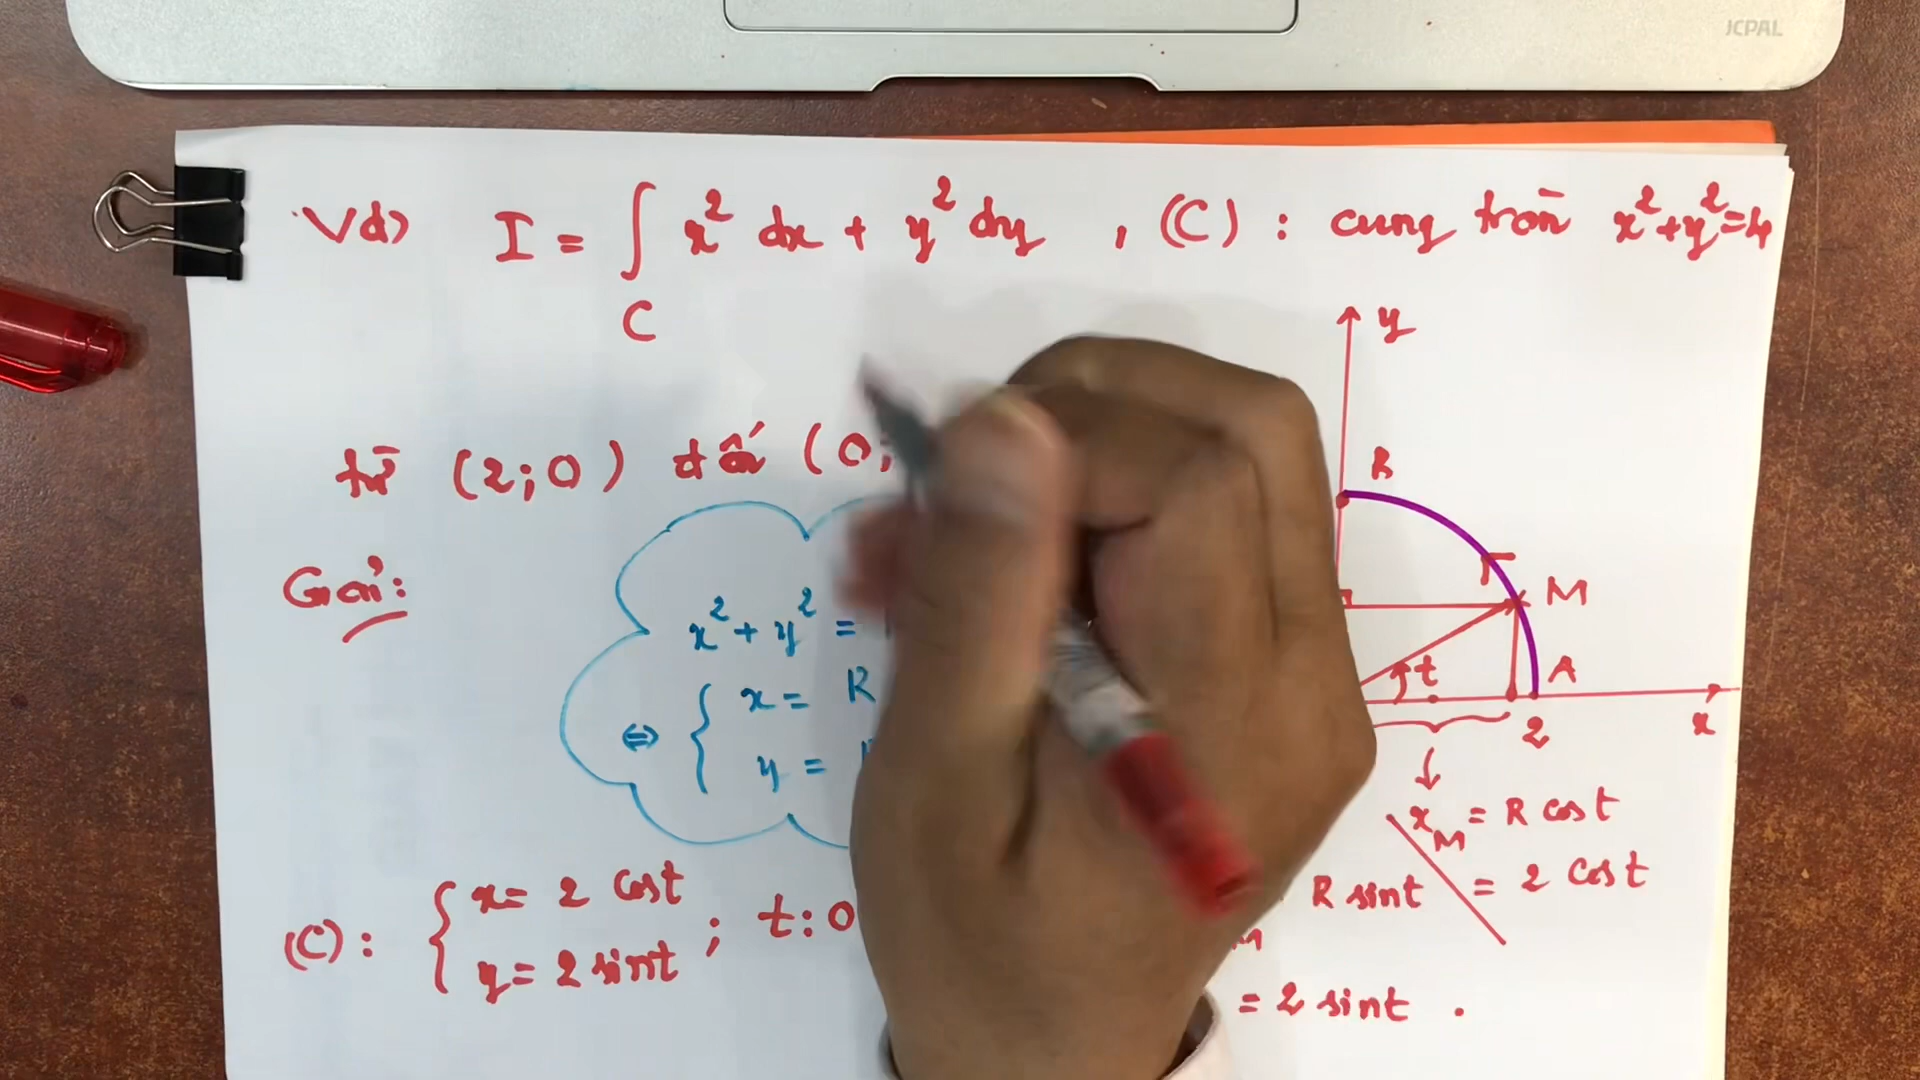 JCPAL
Vd) I = ∫ x² dx + y² dy , (C) : cung tròn x²+y²=4
C
từ (2;0) đến (0;
y
B
Giải:
x² + y² =
M
⇔ { x = R
y =
t
A
2
x
x_M = R cost
= 2 cost
(C): { x = 2 cost ; t: 0
y = 2 sint
R sint
M
= 2 sint .